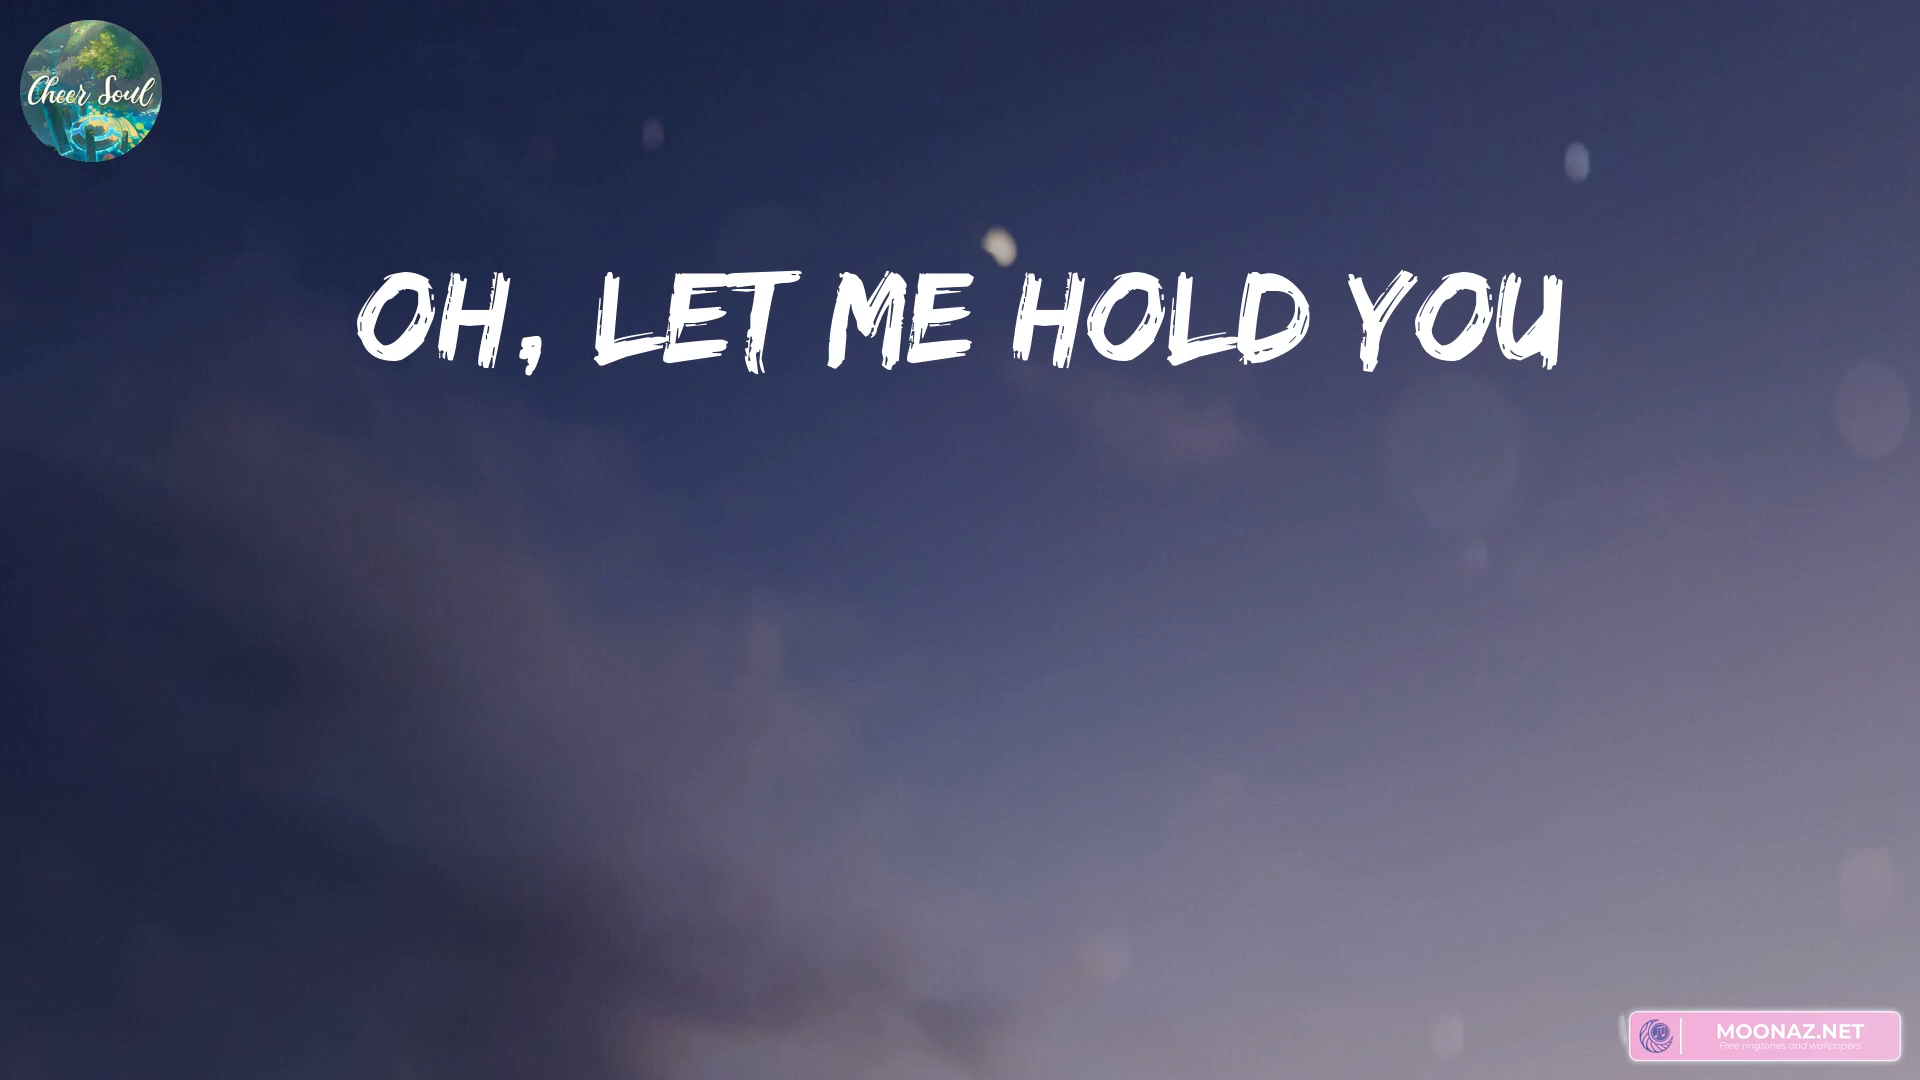 Cheer Soul
OH, LET ME HOLD YOU
MOONAZ.NET
Free ringtones and wallpapers